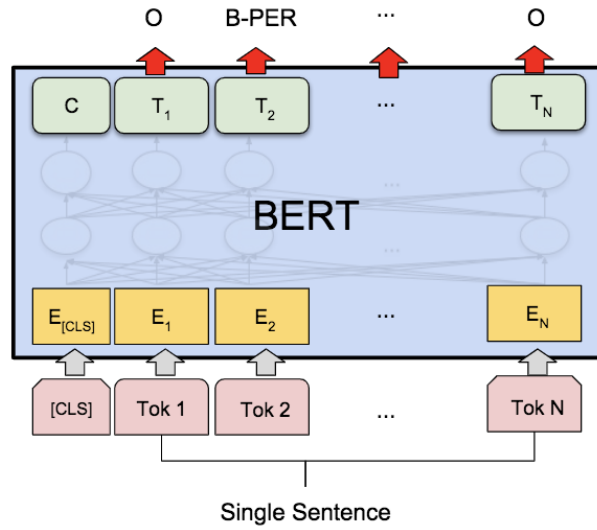 O B-PER ... O
C T1 T2 ... TN
...
BERT
...
E[CLS] E1 E2 ... EN
[CLS] Tok 1 Tok 2 ... Tok N
Single Sentence